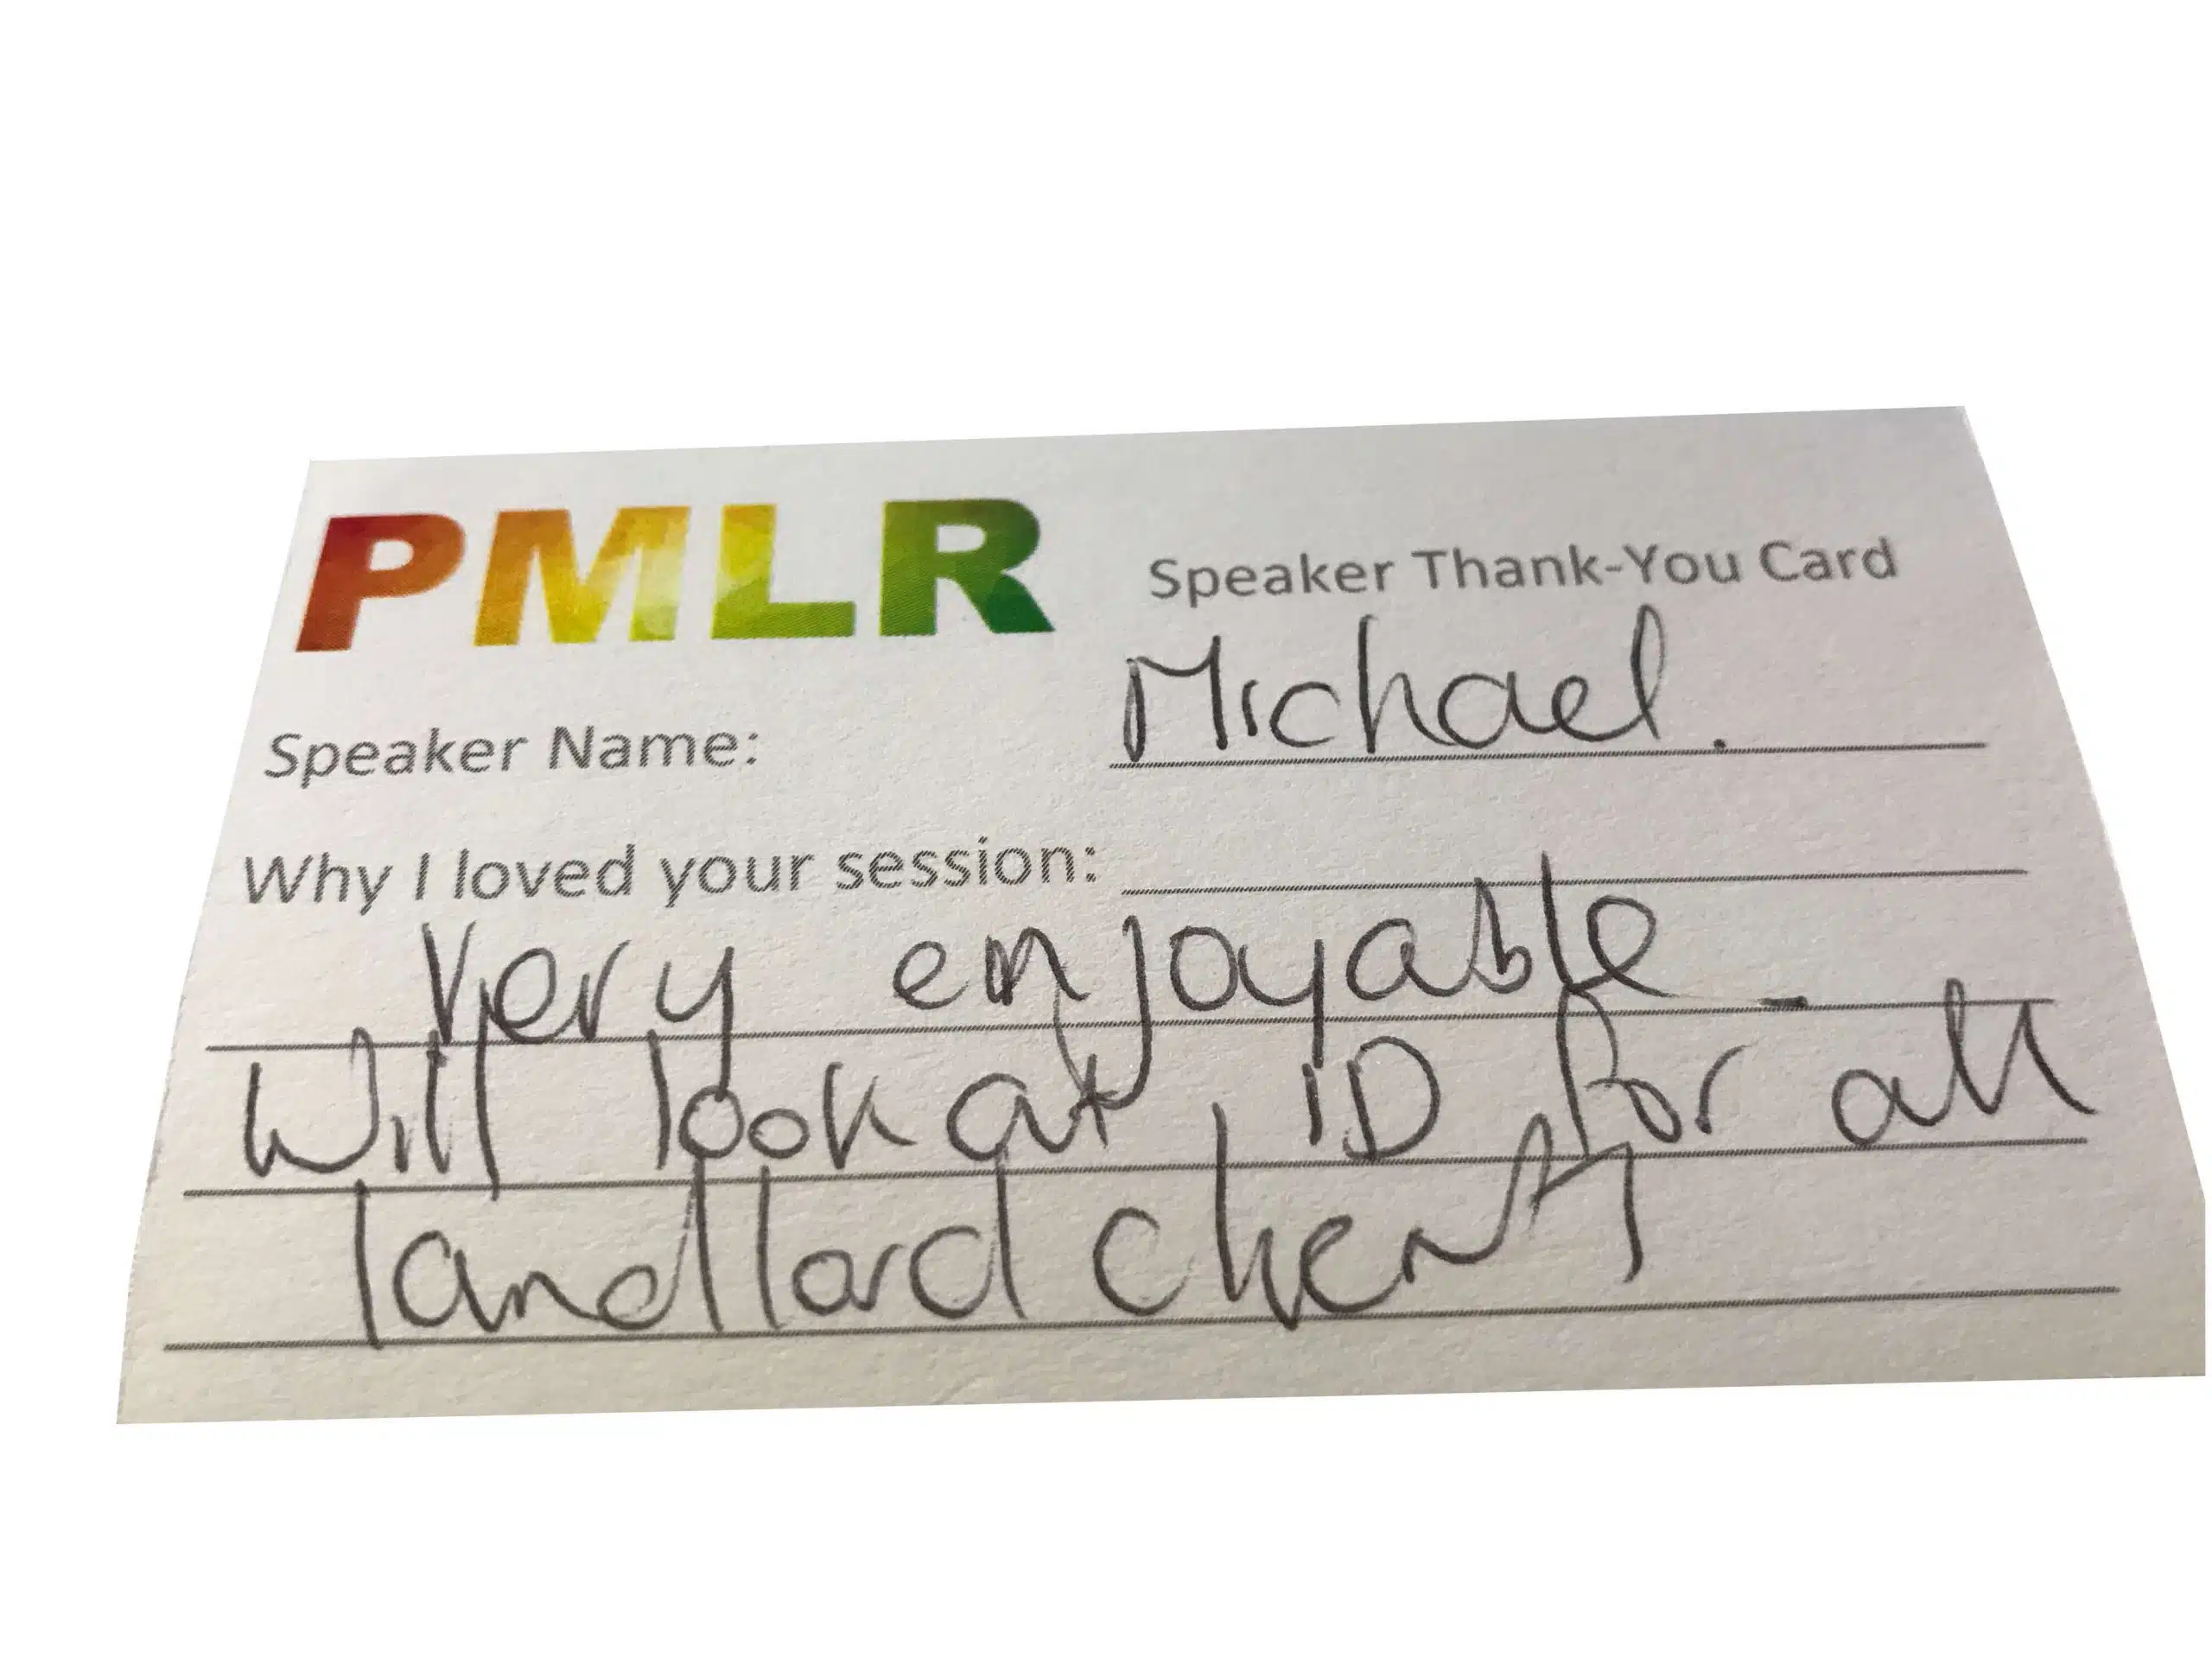 PMLR
Speaker Thank-You Card
Speaker Name: Michael.
Why I loved your session:
Very enjoyable -
Will look at ID for all
landlord clients